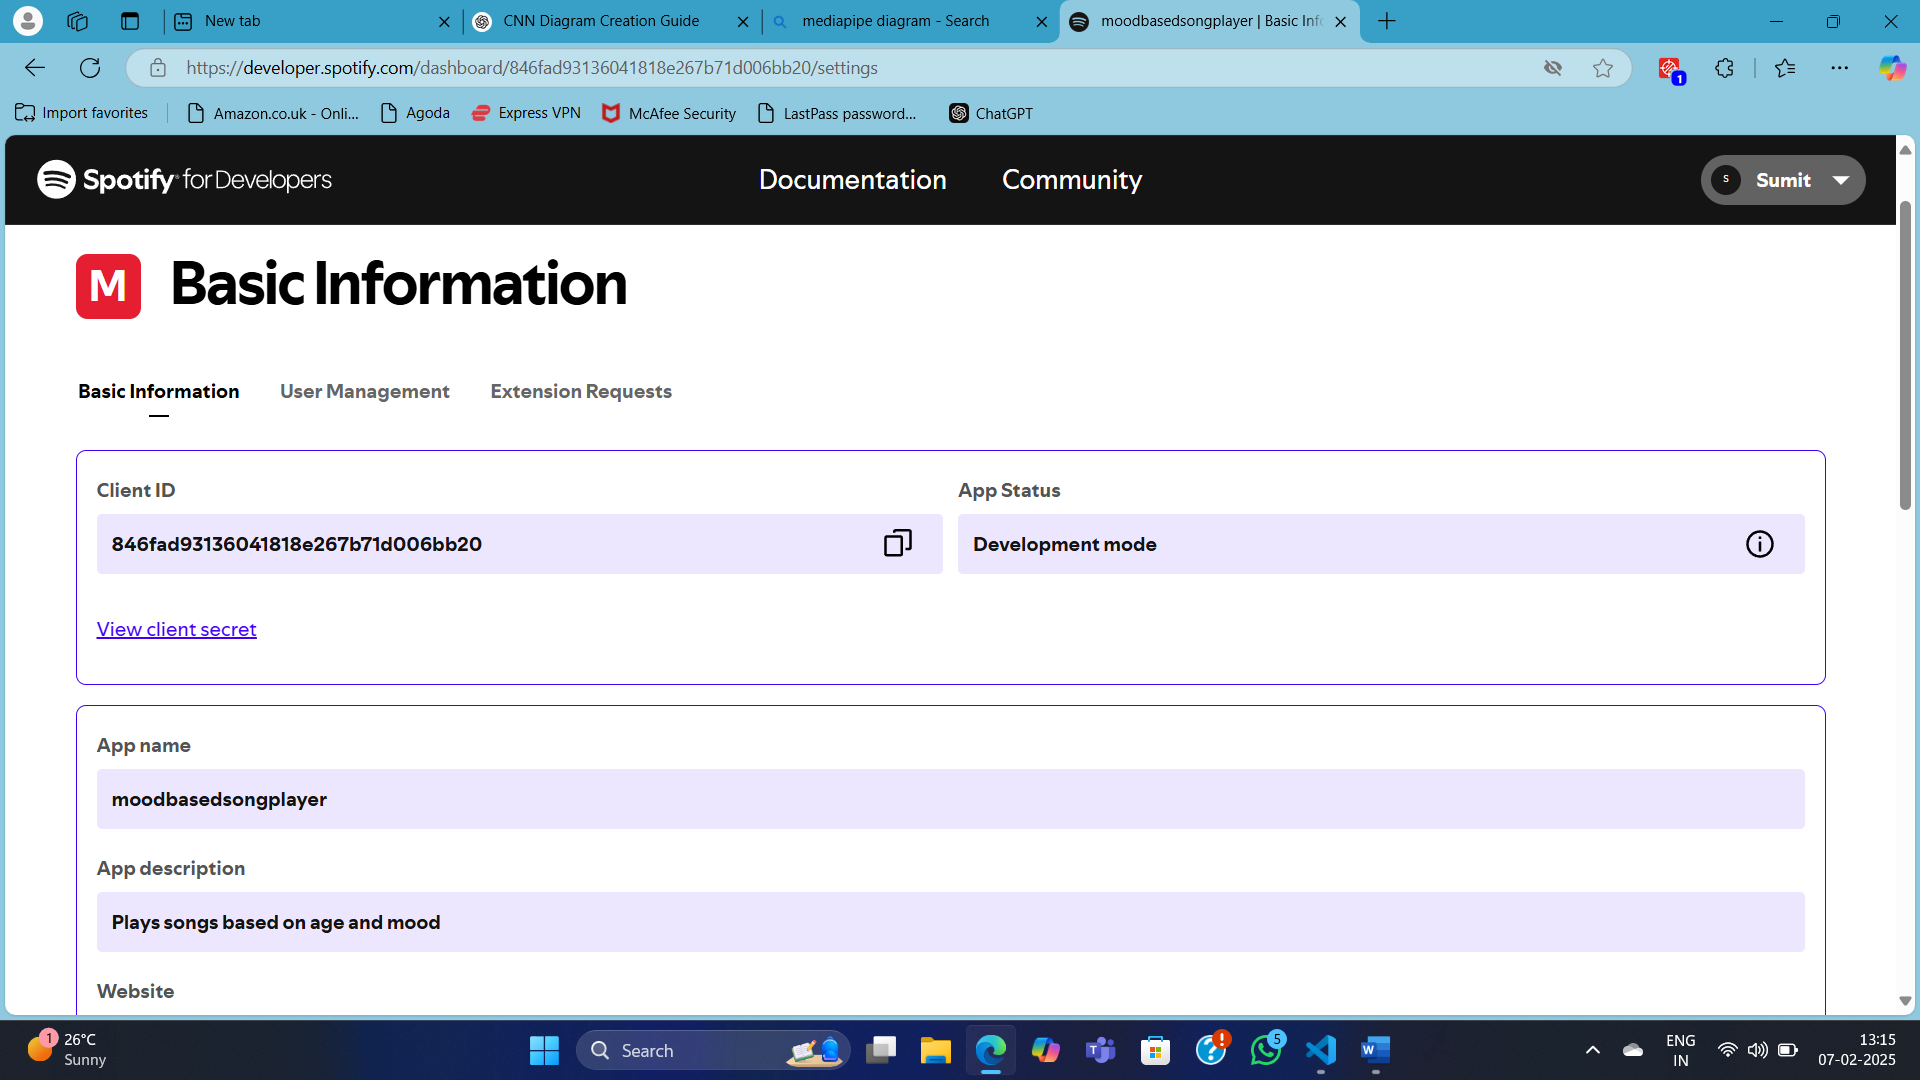 New tab
CNN Diagram Creation Guide
mediapipe diagram - Search
moodbasedsongplayer | Basic Info
https://developer.spotify.com/dashboard/846fad93136041818e267b71d006bb20/settings
1
Import favorites
Amazon.co.uk - Onli...
Agoda
Express VPN
McAfee Security
LastPass password...
ChatGPT
Spotify for Developers
Documentation
Community
S
Sumit
M
Basic Information
Basic Information
User Management
Extension Requests
Client ID
App Status
846fad93136041818e267b71d006bb20
Development mode
View client secret
App name
moodbasedsongplayer
App description
Plays songs based on age and mood
Website
1
26°C
Sunny
Search
5
ENG
IN
13:15
07-02-2025